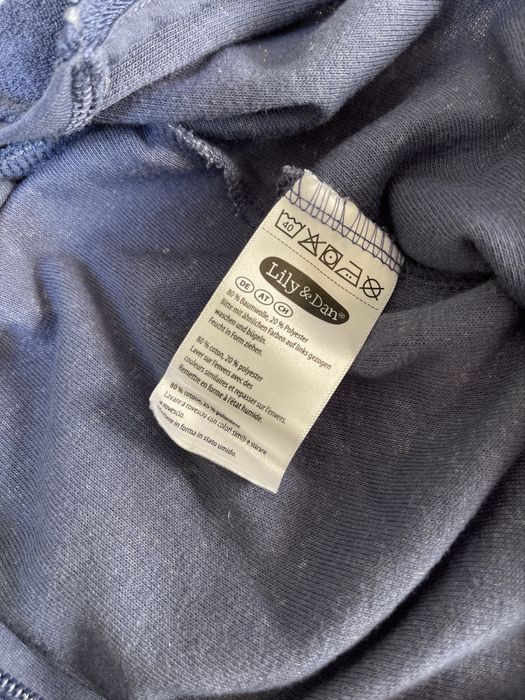 40
Lily&Dan®
DE AT CH
80 % Baumwolle, 20 % Polyester
Bitte mit ähnlichen Farben auf links gezogen
waschen und bügeln.
Feucht in Form ziehen.
80 % coton, 20 % polyester
Laver sur l'envers avec des
couleurs similaires et repasser sur l'envers.
Remettre en forme à l'état humide.
80 % cotone, 20 % poliestere
Lavare a rovescio con colori simili e stirare
a rovescio.
in forma in stato umido.